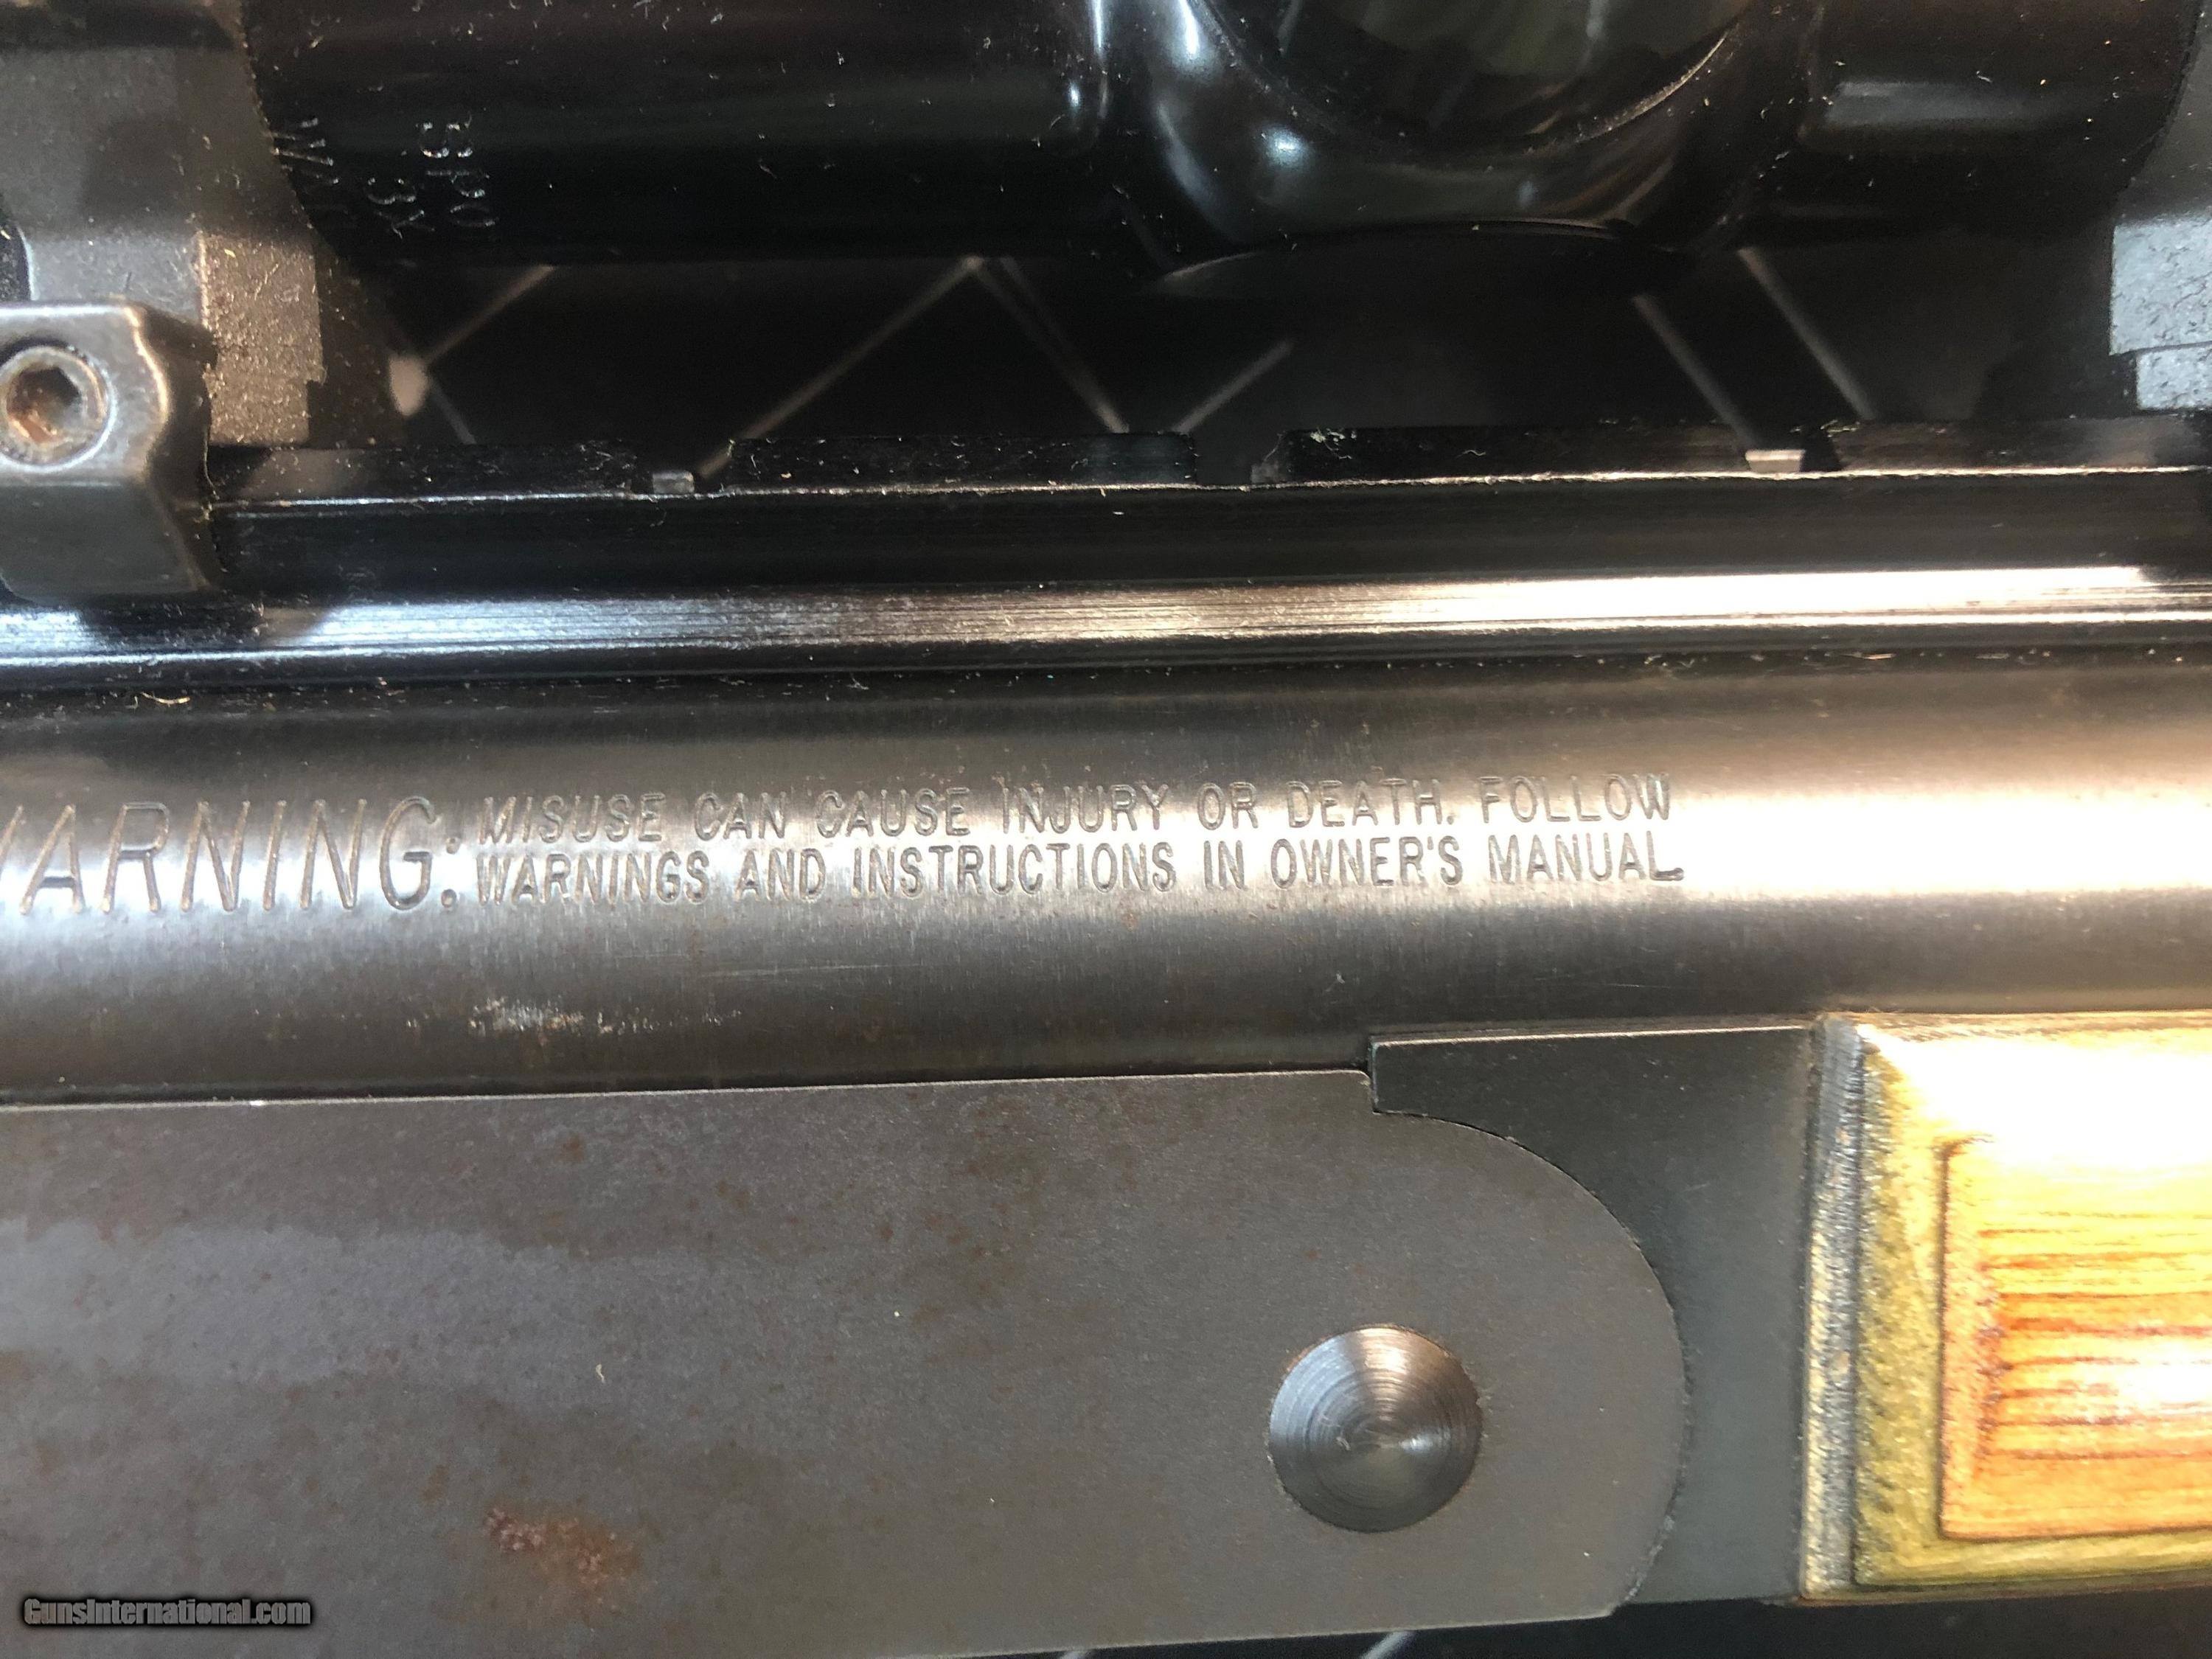 WARNING: MISUSE CAN CAUSE INJURY OR DEATH. FOLLOW
WARNINGS AND INSTRUCTIONS IN OWNER'S MANUAL.
GunsInternational.com